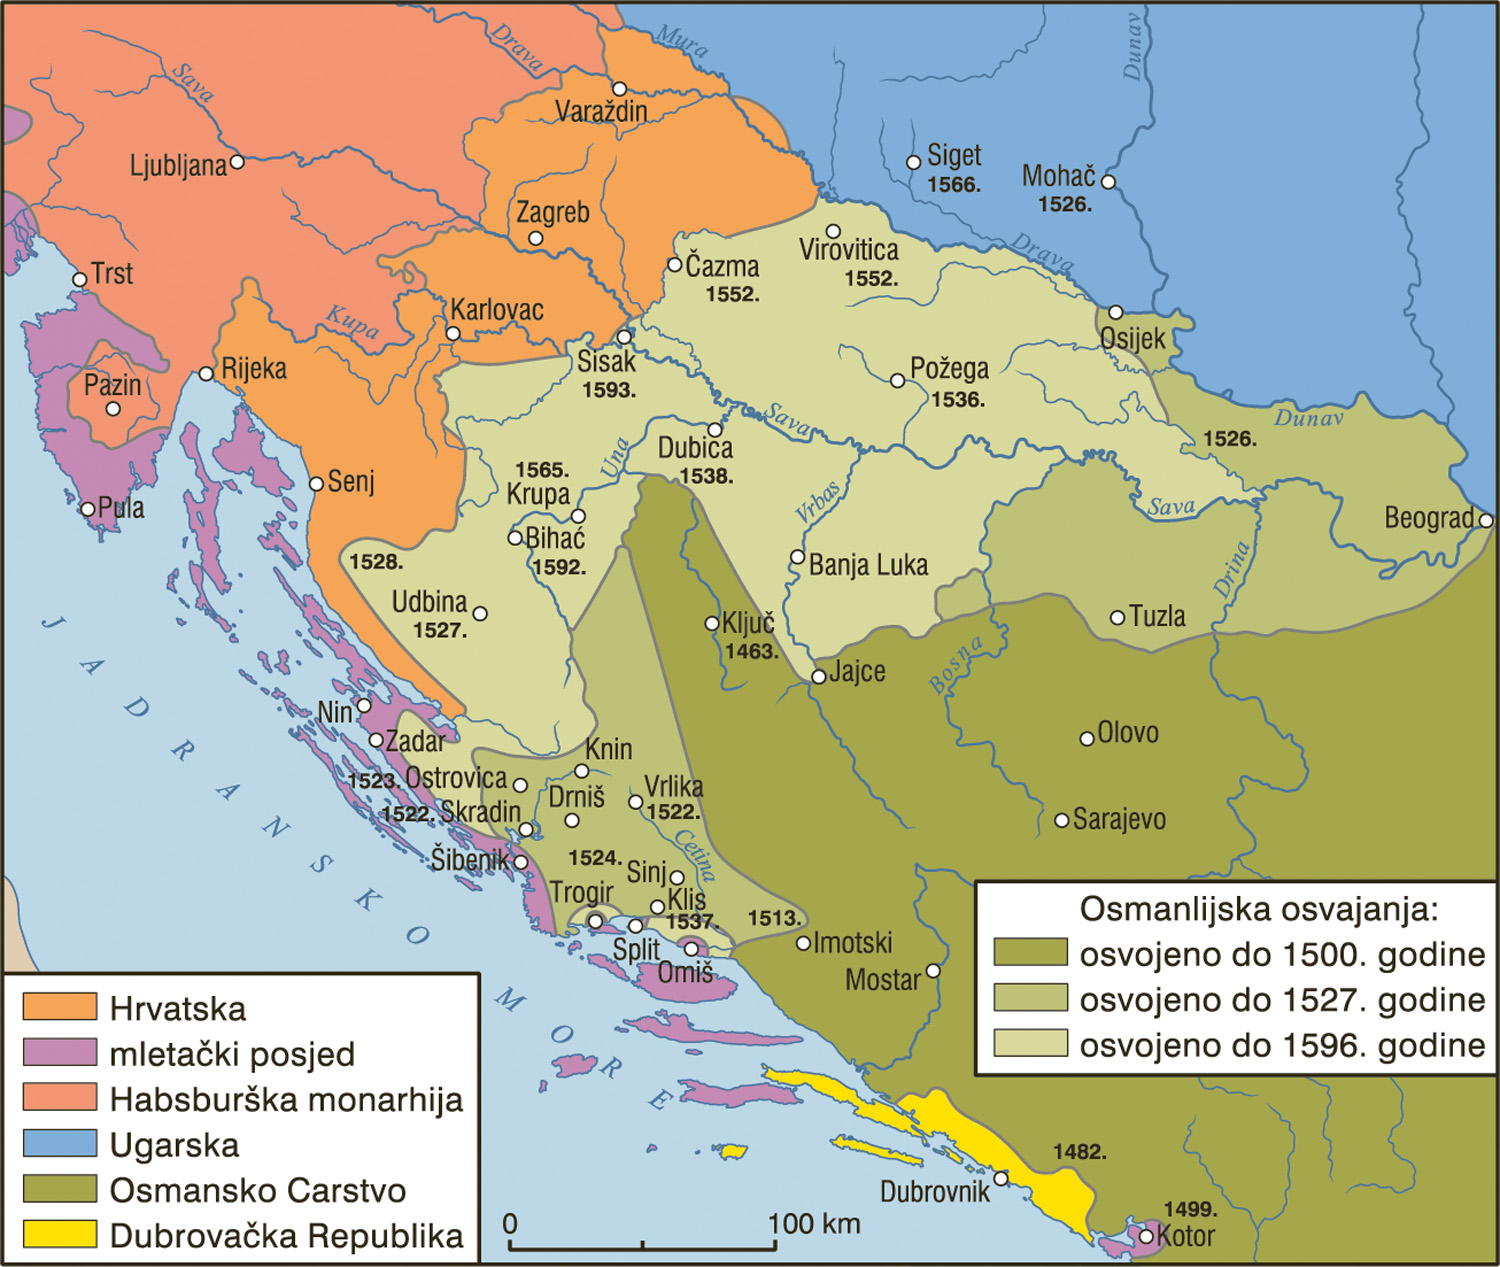 Drava
Mura
Dunav
Sava
Varaždin
Ljubljana
Siget
1566.
Mohač
1526.
Zagreb
Drava
Virovitica
1552.
Čazma
1552.
Trst
Karlovac
Kupa
Osijek
Sisak
1593.
Rijeka
Pazin
Požega
1536.
Dunav
Sava
1526.
Dubica
1538.
Una
1565.
Krupa
Senj
Pula
Vrbas
Sava
Beograd
Bihać
1592.
1528.
Banja Luka
Drina
Udbina
1527.
Ključ
1463.
Tuzla
Bosna
Jajce
Nin
Zadar
Olovo
Knin
1523. Ostrovica
Vrlika
1522.
Drniš
1522. Skradin
Sarajevo
Cetina
Šibenik
1524.
Sinj
Trogir
Klis
1537.
1513.
Imotski
Split
Omiš
Mostar
JADRANSKO MORE
1482.
Dubrovnik
1499.
Kotor
Osmanlijska osvajanja:
osvojeno do 1500. godine
osvojeno do 1527. godine
osvojeno do 1596. godine
Hrvatska
mletački posjed
Habsburška monarhija
Ugarska
Osmansko Carstvo
Dubrovačka Republika
0 100 km